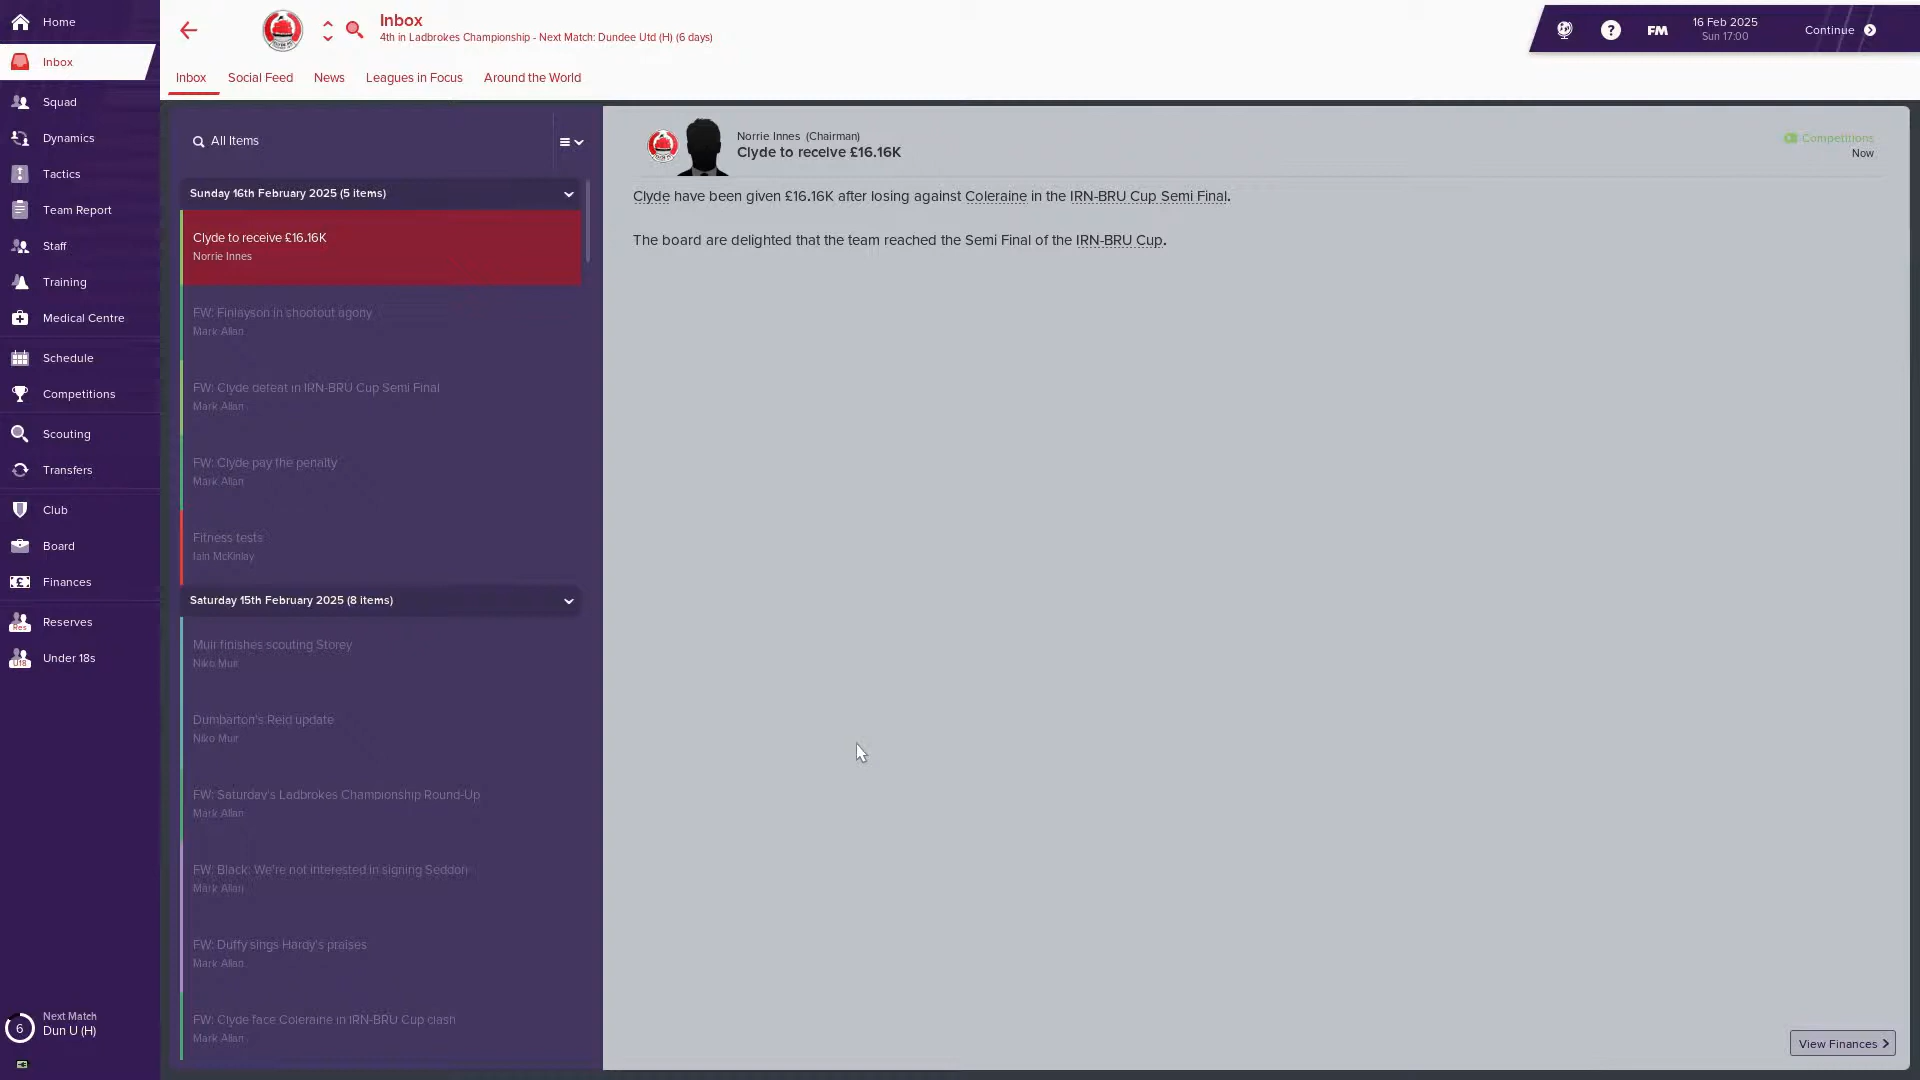 Home
Inbox
Squad
Dynamics
Tactics
Team Report
Staff
Training
Medical Centre
Schedule
Competitions
Scouting
Transfers
Club
Board
Finances
Res
Reserves
U18
Under 18s
6
Next Match
Dun U (H)
Inbox
4th in Ladbrokes Championship - Next Match: Dundee Utd (H) (6 days)
FM
16 Feb 2025
Sun 17:00
Continue
Inbox Social Feed News Leagues in Focus Around the World
All Items
Sunday 16th February 2025 (5 items)
Clyde to receive £16.16K
Norrie Innes
FW: Finlayson in shootout agony
Mark Allan
FW: Clyde defeat in IRN-BRU Cup Semi Final
Mark Allan
FW: Clyde pay the penalty
Mark Allan
Fitness tests
Iain McKinlay
Saturday 15th February 2025 (8 items)
Muir finishes scouting Storey
Niko Muir
Dumbarton's Reid update
Niko Muir
FW: Saturday's Ladbrokes Championship Round-Up
Mark Allan
FW: Black: We're not interested in signing Seddon
Mark Allan
FW: Duffy sings Hardy's praises
Mark Allan
FW: Clyde face Coleraine in IRN-BRU Cup clash
Mark Allan
Norrie Innes (Chairman)
Clyde to receive £16.16K
Competitions
Now
Clyde have been given £16.16K after losing against Coleraine in the IRN-BRU Cup Semi Final.
The board are delighted that the team reached the Semi Final of the IRN-BRU Cup.
View Finances